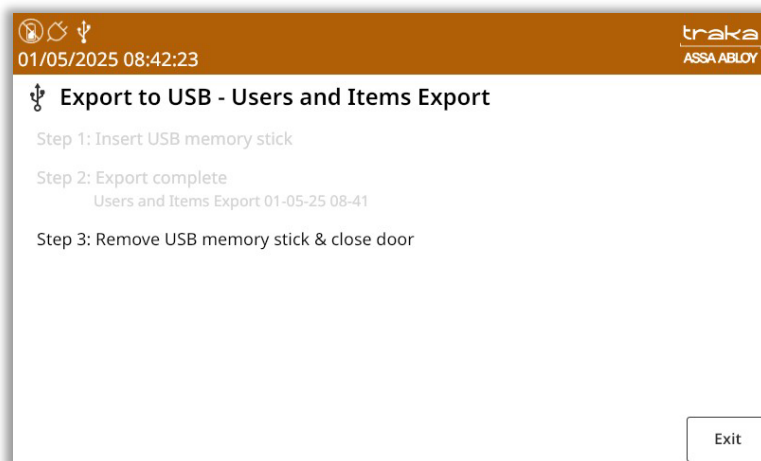 01/05/2025 08:42:23
traka
ASSA ABLOY
Export to USB - Users and Items Export
Step 1: Insert USB memory stick
Step 2: Export complete
Users and Items Export 01-05-25 08-41
Step 3: Remove USB memory stick & close door
Exit